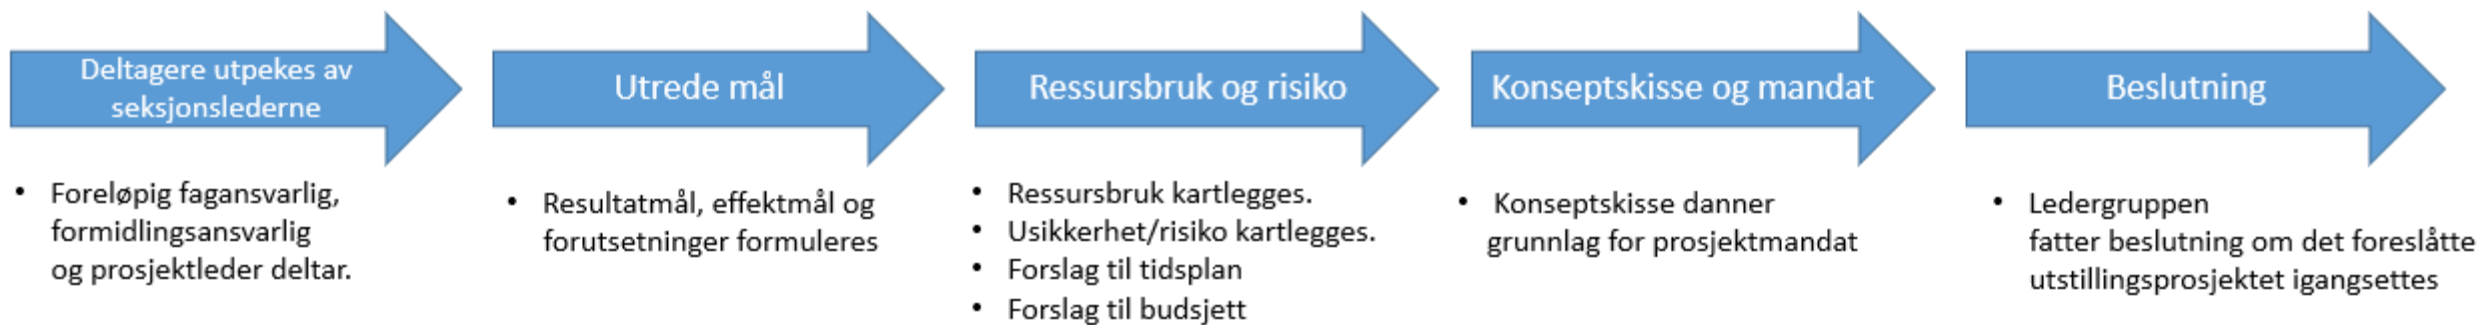 Deltagere utpekes av
seksjonslederne
Utrede mål
Ressursbruk og risiko
Konseptskisse og mandat
Beslutning
• Foreløpig fagansvarlig,
formidlingsansvarlig
og prosjektleder deltar.
• Resultatmål, effektmål og
forutsetninger formuleres
• Ressursbruk kartlegges.
• Usikkerhet/risiko kartlegges.
• Forslag til tidsplan
• Forslag til budsjett
• Konseptskisse danner
grunnlag for prosjektmandat
• Ledergruppen
fatter beslutning om det foreslåtte
utstillingsprosjektet igangsettes